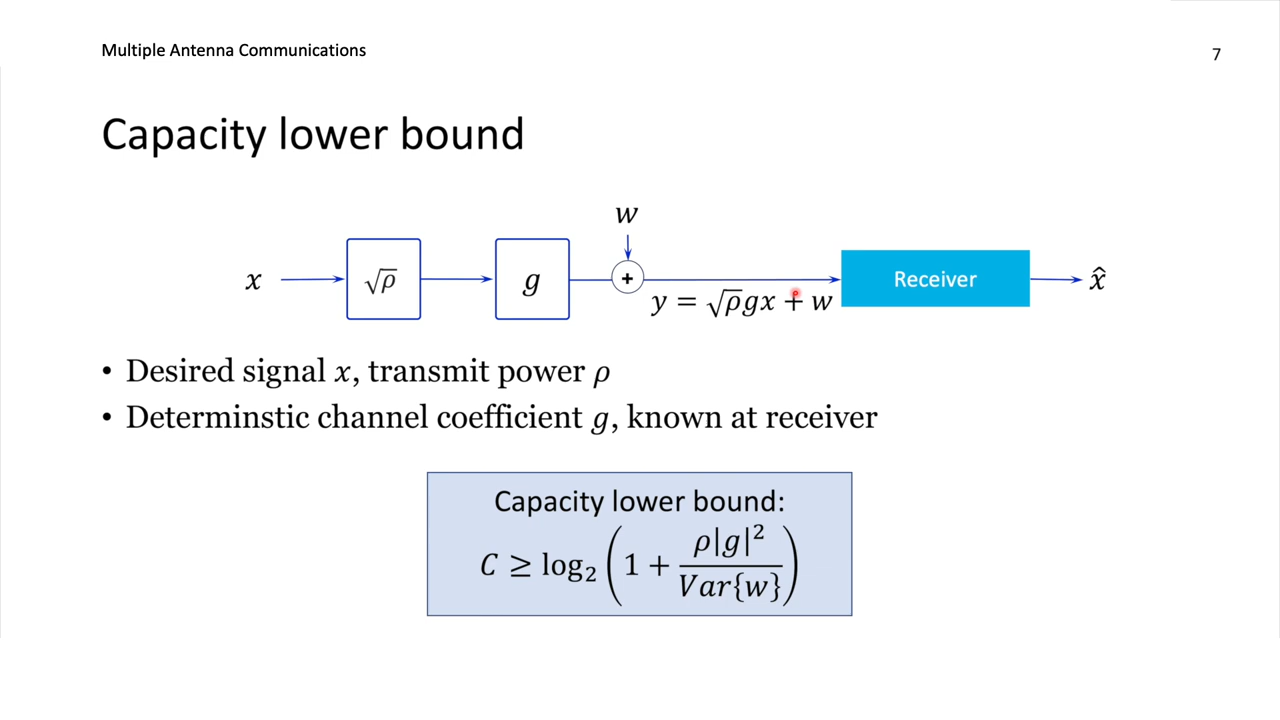 Multiple Antenna Communications
7
Capacity lower bound
w
x
√ρ
g
+
Receiver
x̂
y = √ρgx + w
• Desired signal x, transmit power ρ
• Determinstic channel coefficient g, known at receiver
Capacity lower bound:
C ≥ log₂(1 + ρ|g|²/Var{w})